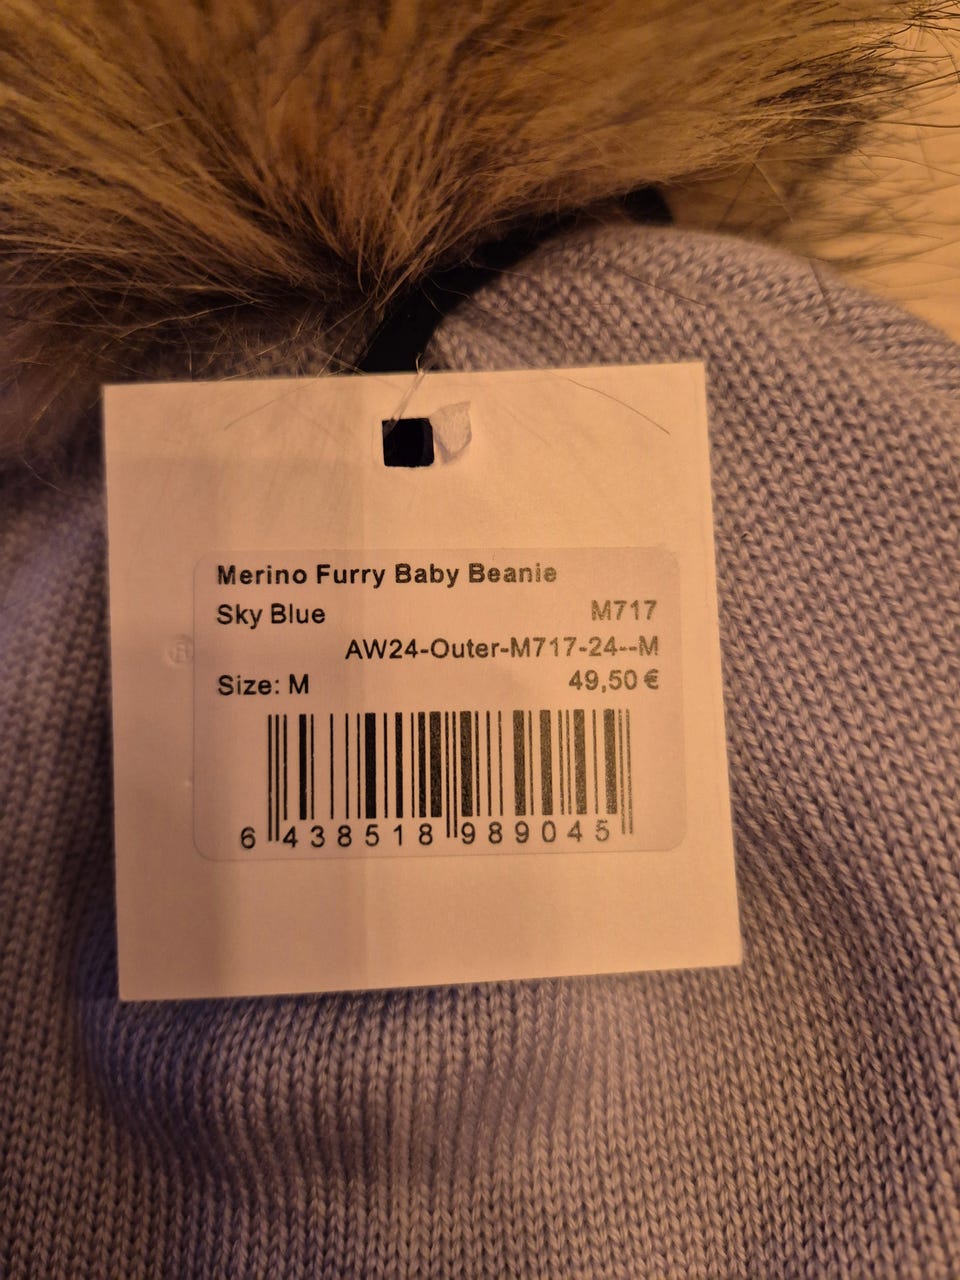 Merino Furry Baby Beanie
Sky Blue M717
AW24-Outer-M717-24--M
Size: M 49,50 €
6 438518 989045